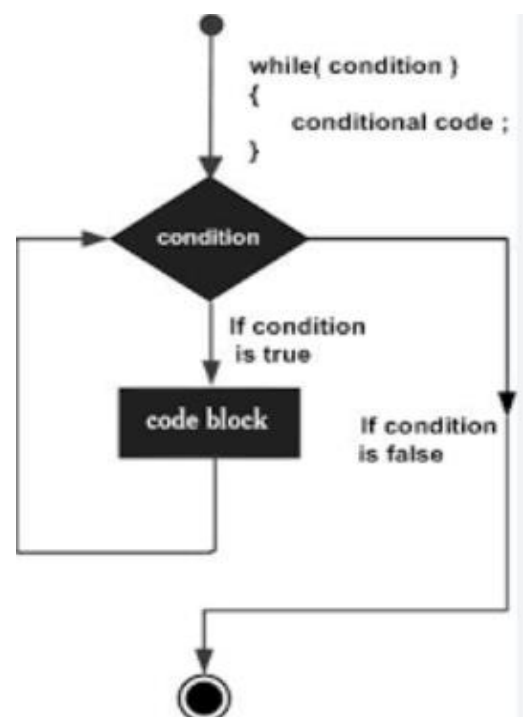 while( condition )
{
conditional code ;
}
condition
If condition
is true
code block
If condition
is false